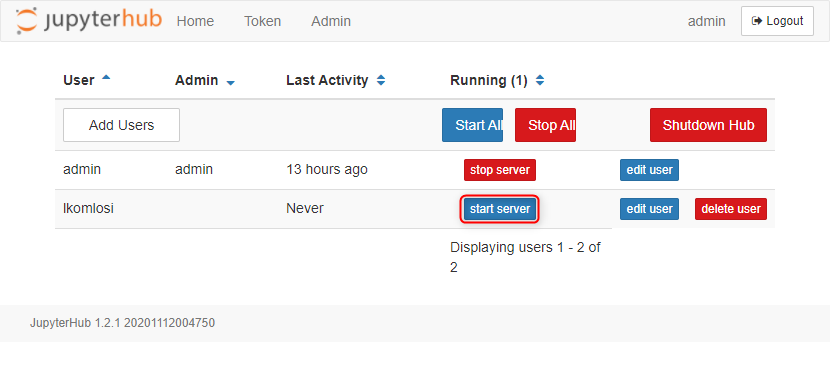 jupyterhub Home Token Admin admin Logout
User Admin Last Activity Running (1)
Add Users Start All Stop All Shutdown Hub
admin admin 13 hours ago stop server edit user
lkomlosi Never start server edit user delete user
Displaying users 1 - 2 of
2
JupyterHub 1.2.1 20201112004750